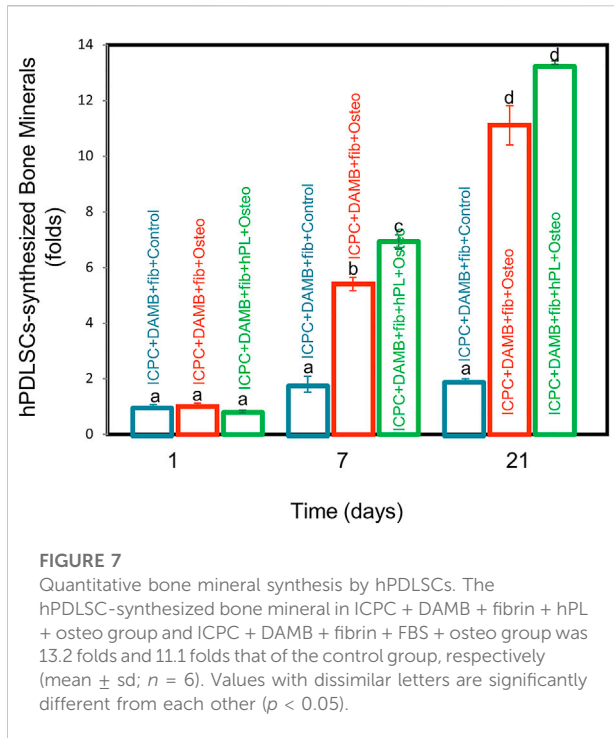 hPDLSCs-synthesized Bone Minerals
(folds)
14
12
10
8
6
4
2
0
ICPC+DAMB+fib+Control
ICPC+DAMB+fib+Osteo
ICPC+DAMB+fib+hPL+Osteo
a
a
a
ICPC+DAMB+fib+Control
ICPC+DAMB+fib+Osteo
ICPC+DAMB+fib+hPL+Osteo
a
b
c
ICPC+DAMB+fib+Control
ICPC+DAMB+fib+Osteo
ICPC+DAMB+fib+hPL+Osteo
a
d
d
1
7
21
Time (days)
FIGURE 7
Quantitative bone mineral synthesis by hPDLSCs. The
hPDLSC-synthesized bone mineral in ICPC + DAMB + fibrin + hPL
+ osteo group and ICPC + DAMB + fibrin + FBS + osteo group was
13.2 folds and 11.1 folds that of the control group, respectively
(mean ± sd; n = 6). Values with dissimilar letters are significantly
different from each other (p < 0.05).